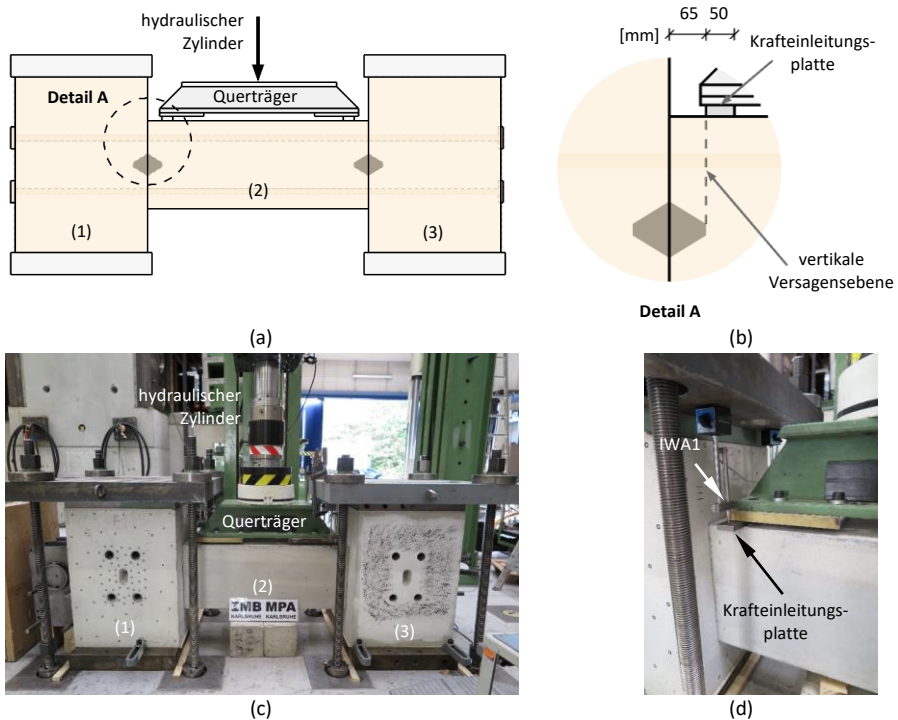 hydraulischer
Zylinder
Detail A
Querträger
(2)
(1)
(3)
(a)
65 50
[mm]
Krafteinleitungs-
platte
vertikale
Versagensebene
Detail A
(b)
hydraulischer
Zylinder
Querträger
(2)
IMB MPA
KARLSRUHE KARLSRUHE
(1)
(3)
(c)
IWA1
Krafteinleitungs-
platte
(d)